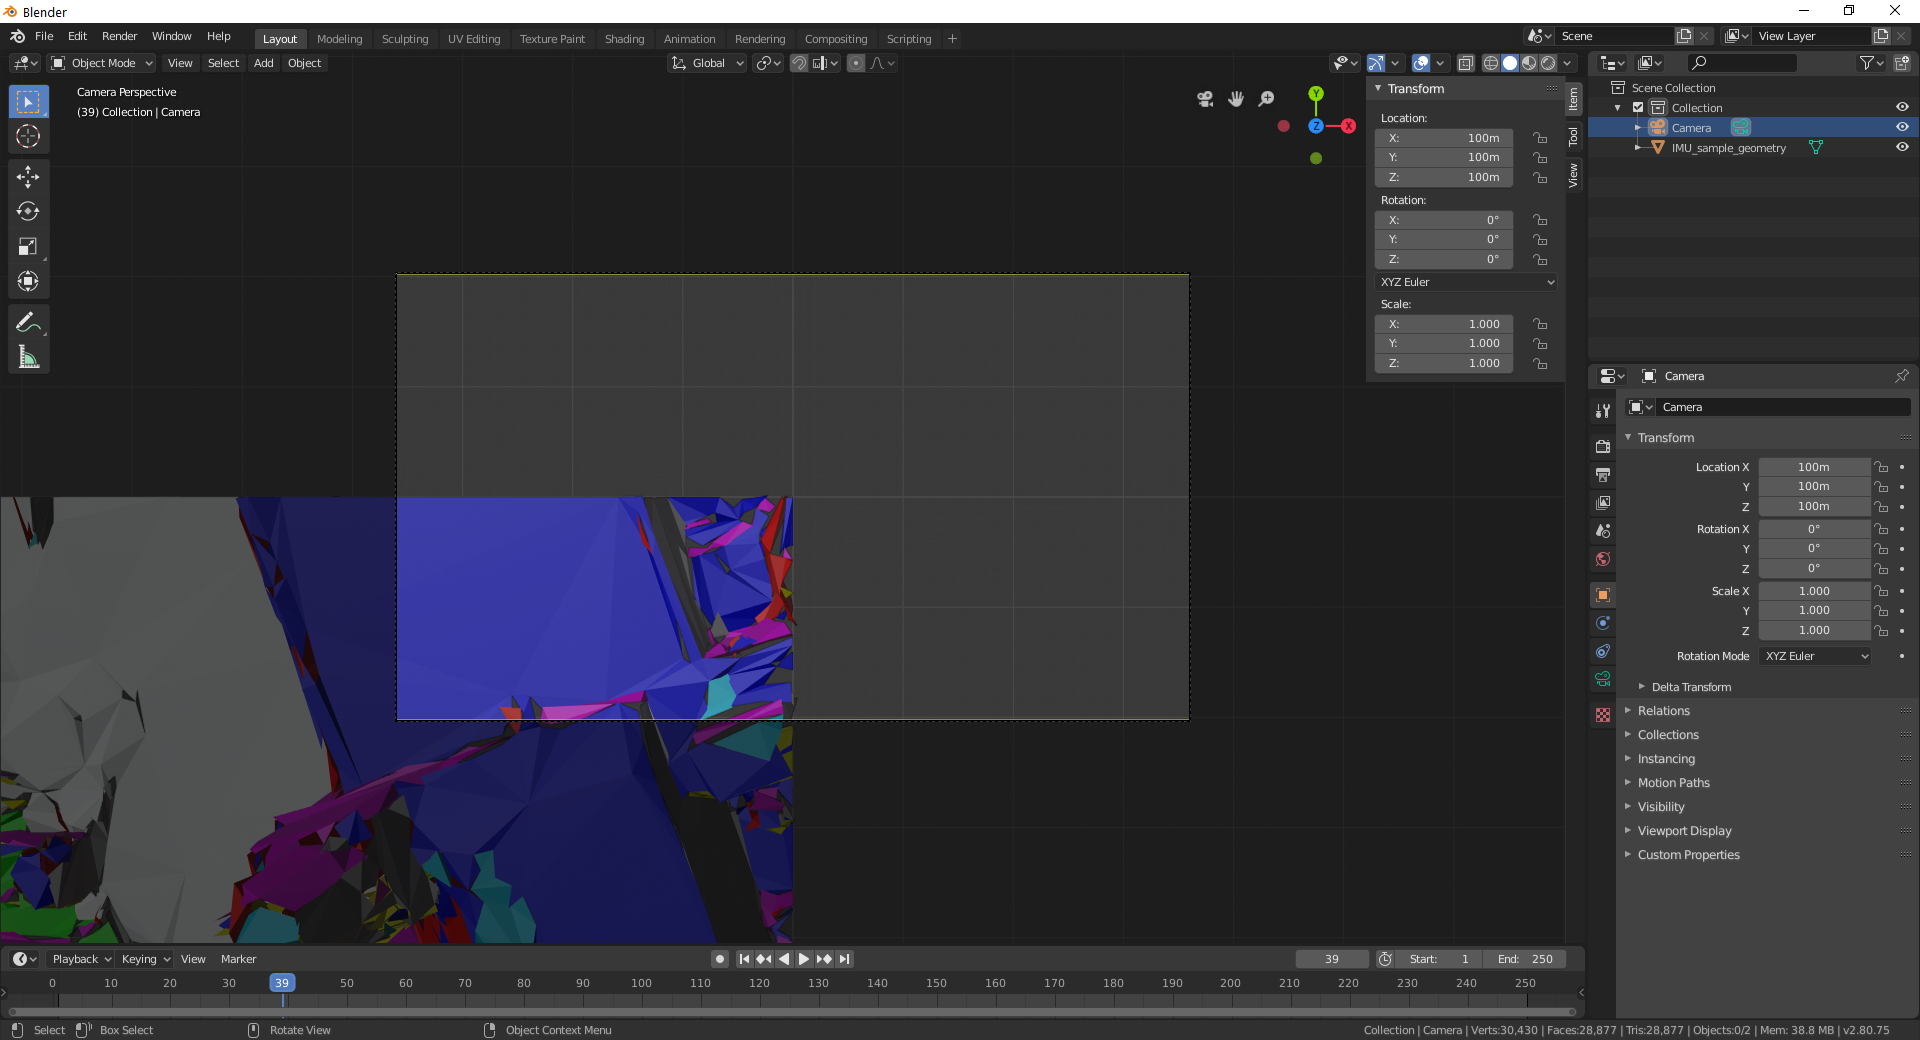 Blender
File Edit Render Window Help
Layout Modeling Sculpting UV Editing Texture Paint Shading Animation Rendering Compositing Scripting +
Scene
View Layer
Object Mode View Select Add Object
Global
Camera Perspective
(39) Collection | Camera
Y
Z X
Transform
Location:
X: 100m
Y: 100m
Z: 100m
Rotation:
X: 0°
Y: 0°
Z: 0°
XYZ Euler
Scale:
X: 1.000
Y: 1.000
Z: 1.000
Item
Tool
View
Scene Collection
Collection
Camera
IMU_sample_geometry
Camera
Camera
Transform
Location X 100m
Y 100m
Z 100m
Rotation X 0°
Y 0°
Z 0°
Scale X 1.000
Y 1.000
Z 1.000
Rotation Mode XYZ Euler
Delta Transform
Relations
Collections
Instancing
Motion Paths
Visibility
Viewport Display
Custom Properties
Playback Keying View Marker
39 Start: 1 End: 250
0 10 20 30 39 50 60 70 80 90 100 110 120 130 140 150 160 170 180 190 200 210 220 230 240 250
Select Box Select Rotate View Object Context Menu
Collection | Camera | Verts:30,430 | Faces:28,877 | Tris:28,877 | Objects:0/2 | Mem: 38.8 MB | v2.80.75